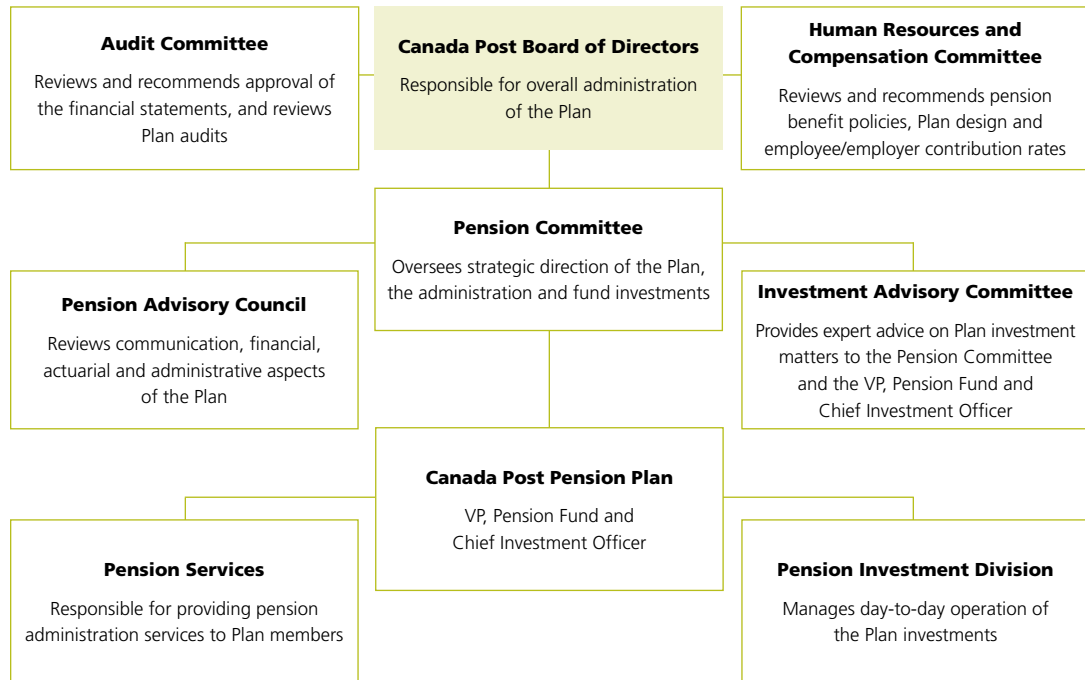 Audit Committee
Reviews and recommends approval of
the financial statements, and reviews
Plan audits
Canada Post Board of Directors
Responsible for overall administration
of the Plan
Human Resources and
Compensation Committee
Reviews and recommends pension
benefit policies, Plan design and
employee/employer contribution rates
Pension Committee
Oversees strategic direction of the Plan,
the administration and fund investments
Pension Advisory Council
Reviews communication, financial,
actuarial and administrative aspects
of the Plan
Investment Advisory Committee
Provides expert advice on Plan investment
matters to the Pension Committee
and the VP, Pension Fund and
Chief Investment Officer
Canada Post Pension Plan
VP, Pension Fund and
Chief Investment Officer
Pension Services
Responsible for providing pension
administration services to Plan members
Pension Investment Division
Manages day-to-day operation of
the Plan investments